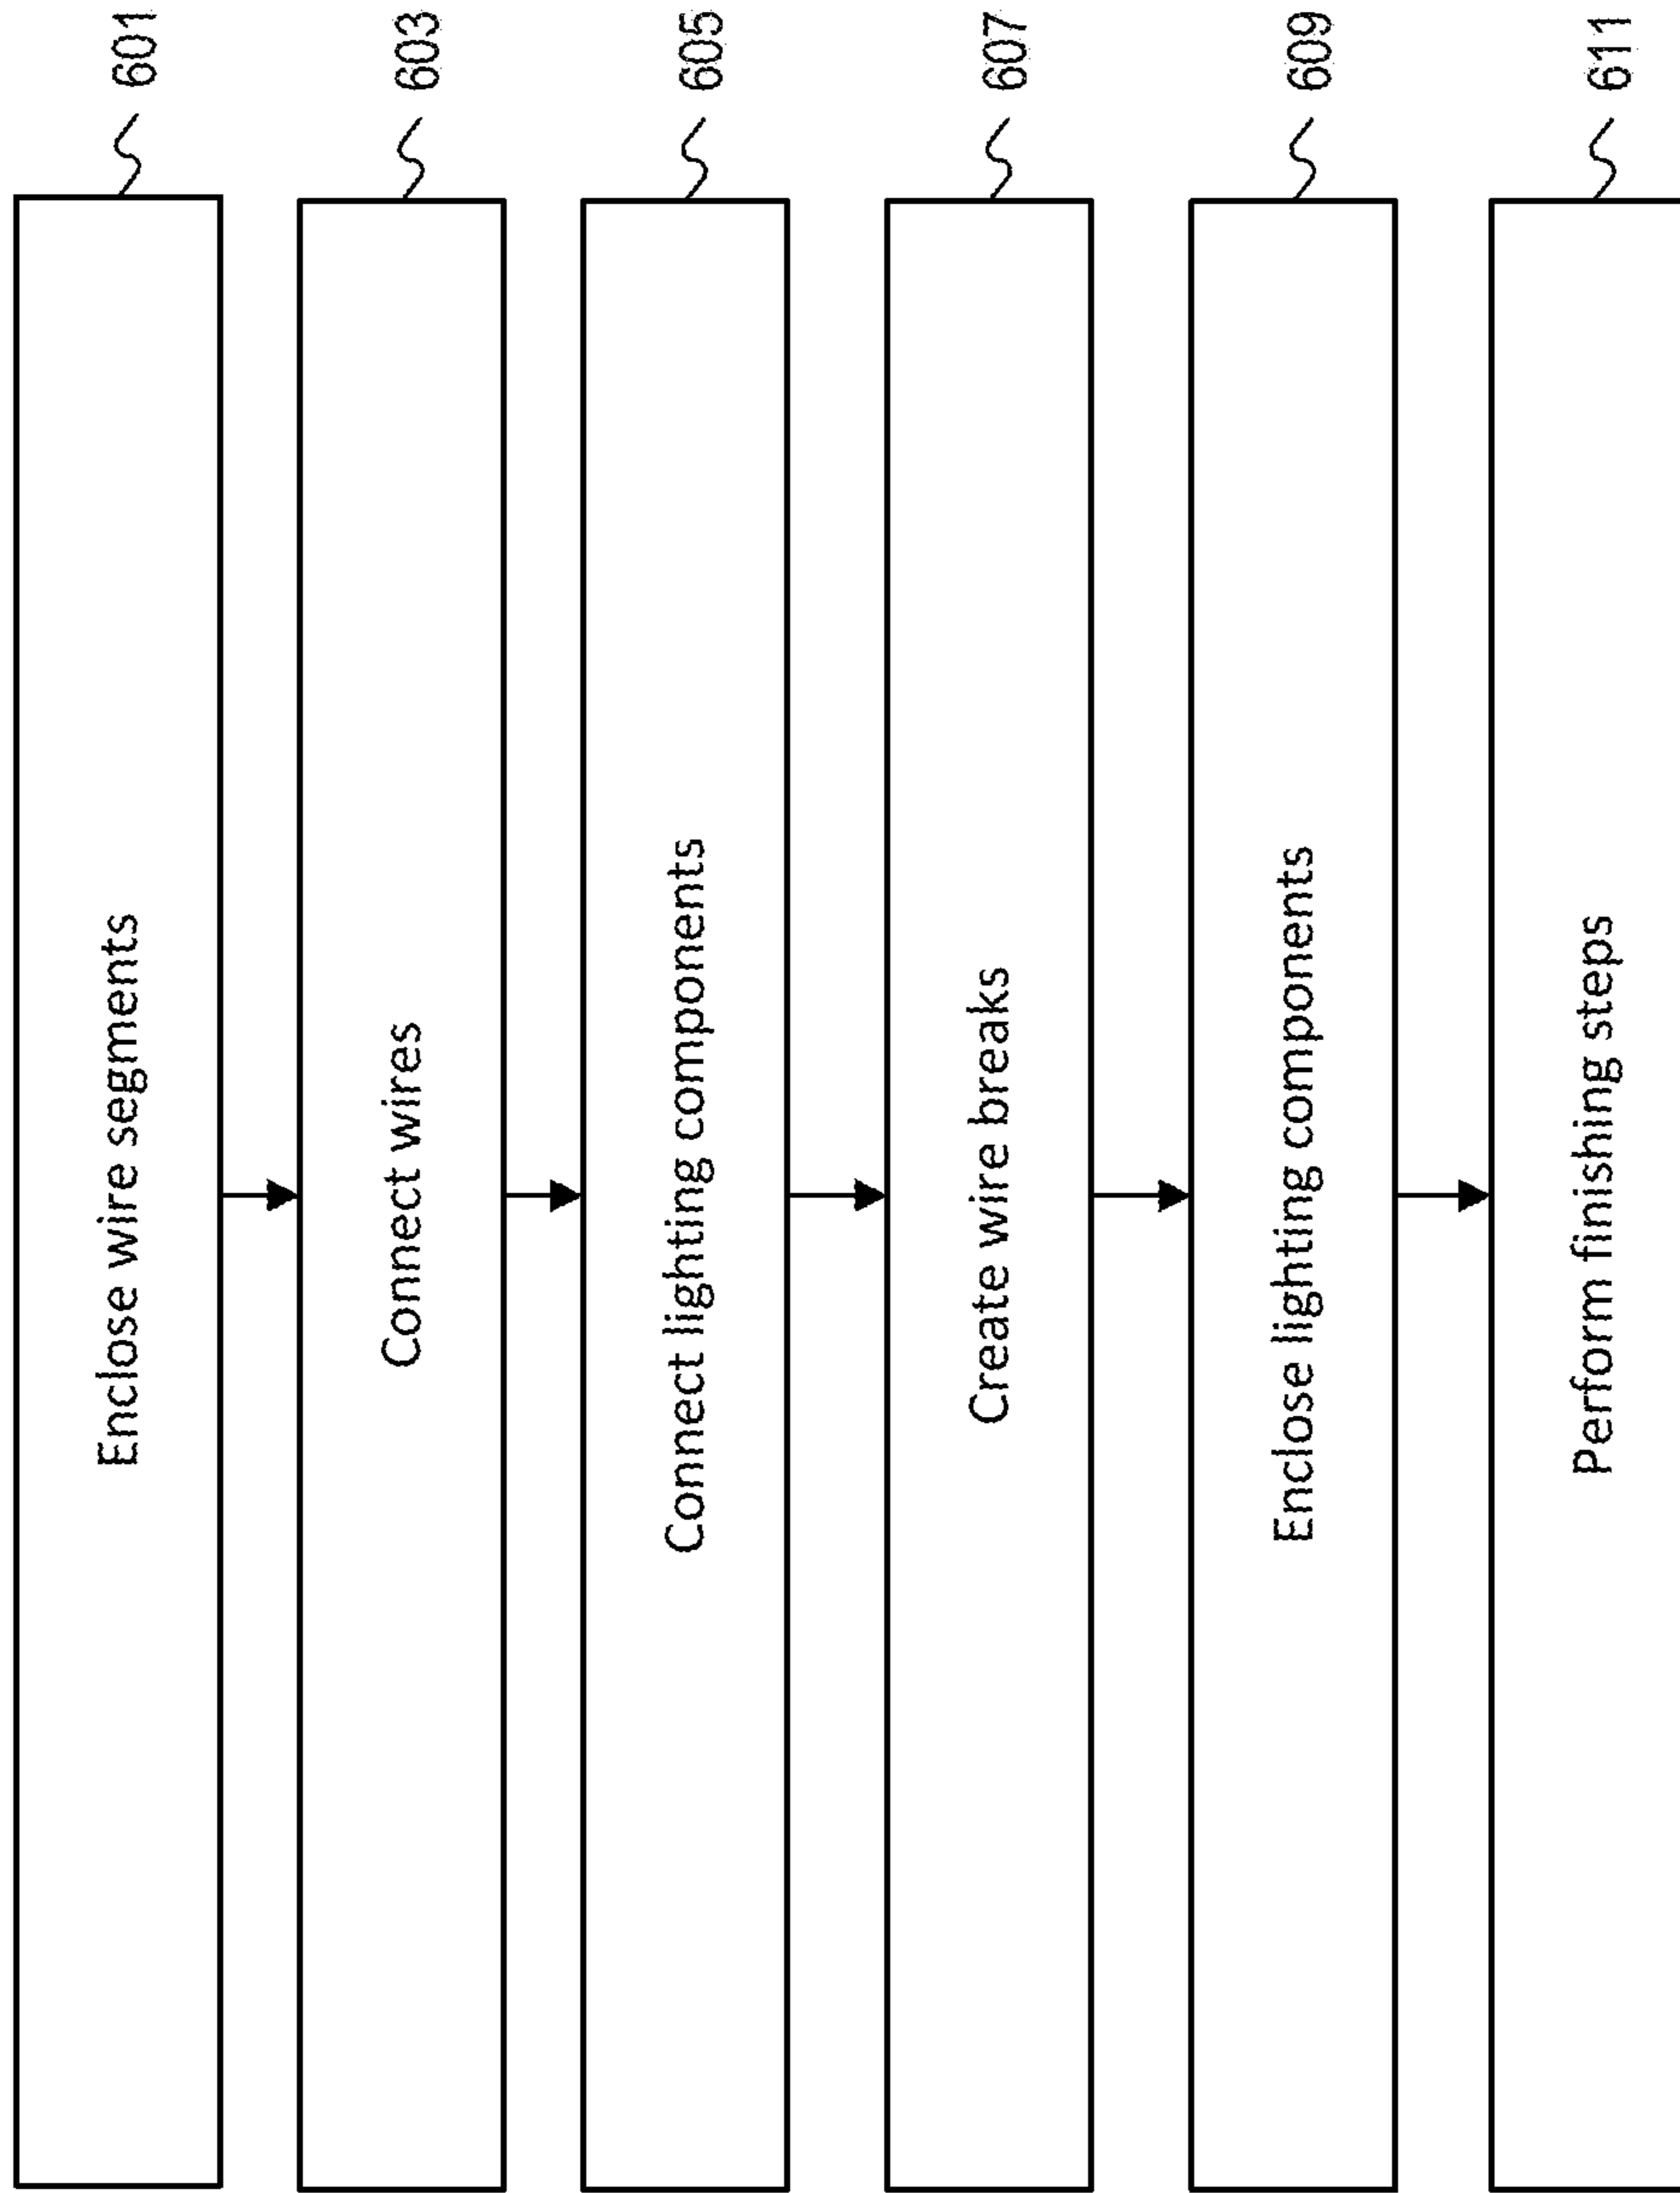 Enclose wire segments
601
Connect wires
603
Connect lighting components
605
Create wire breaks
607
Enclose lighting components
609
Perform finishing steps
611